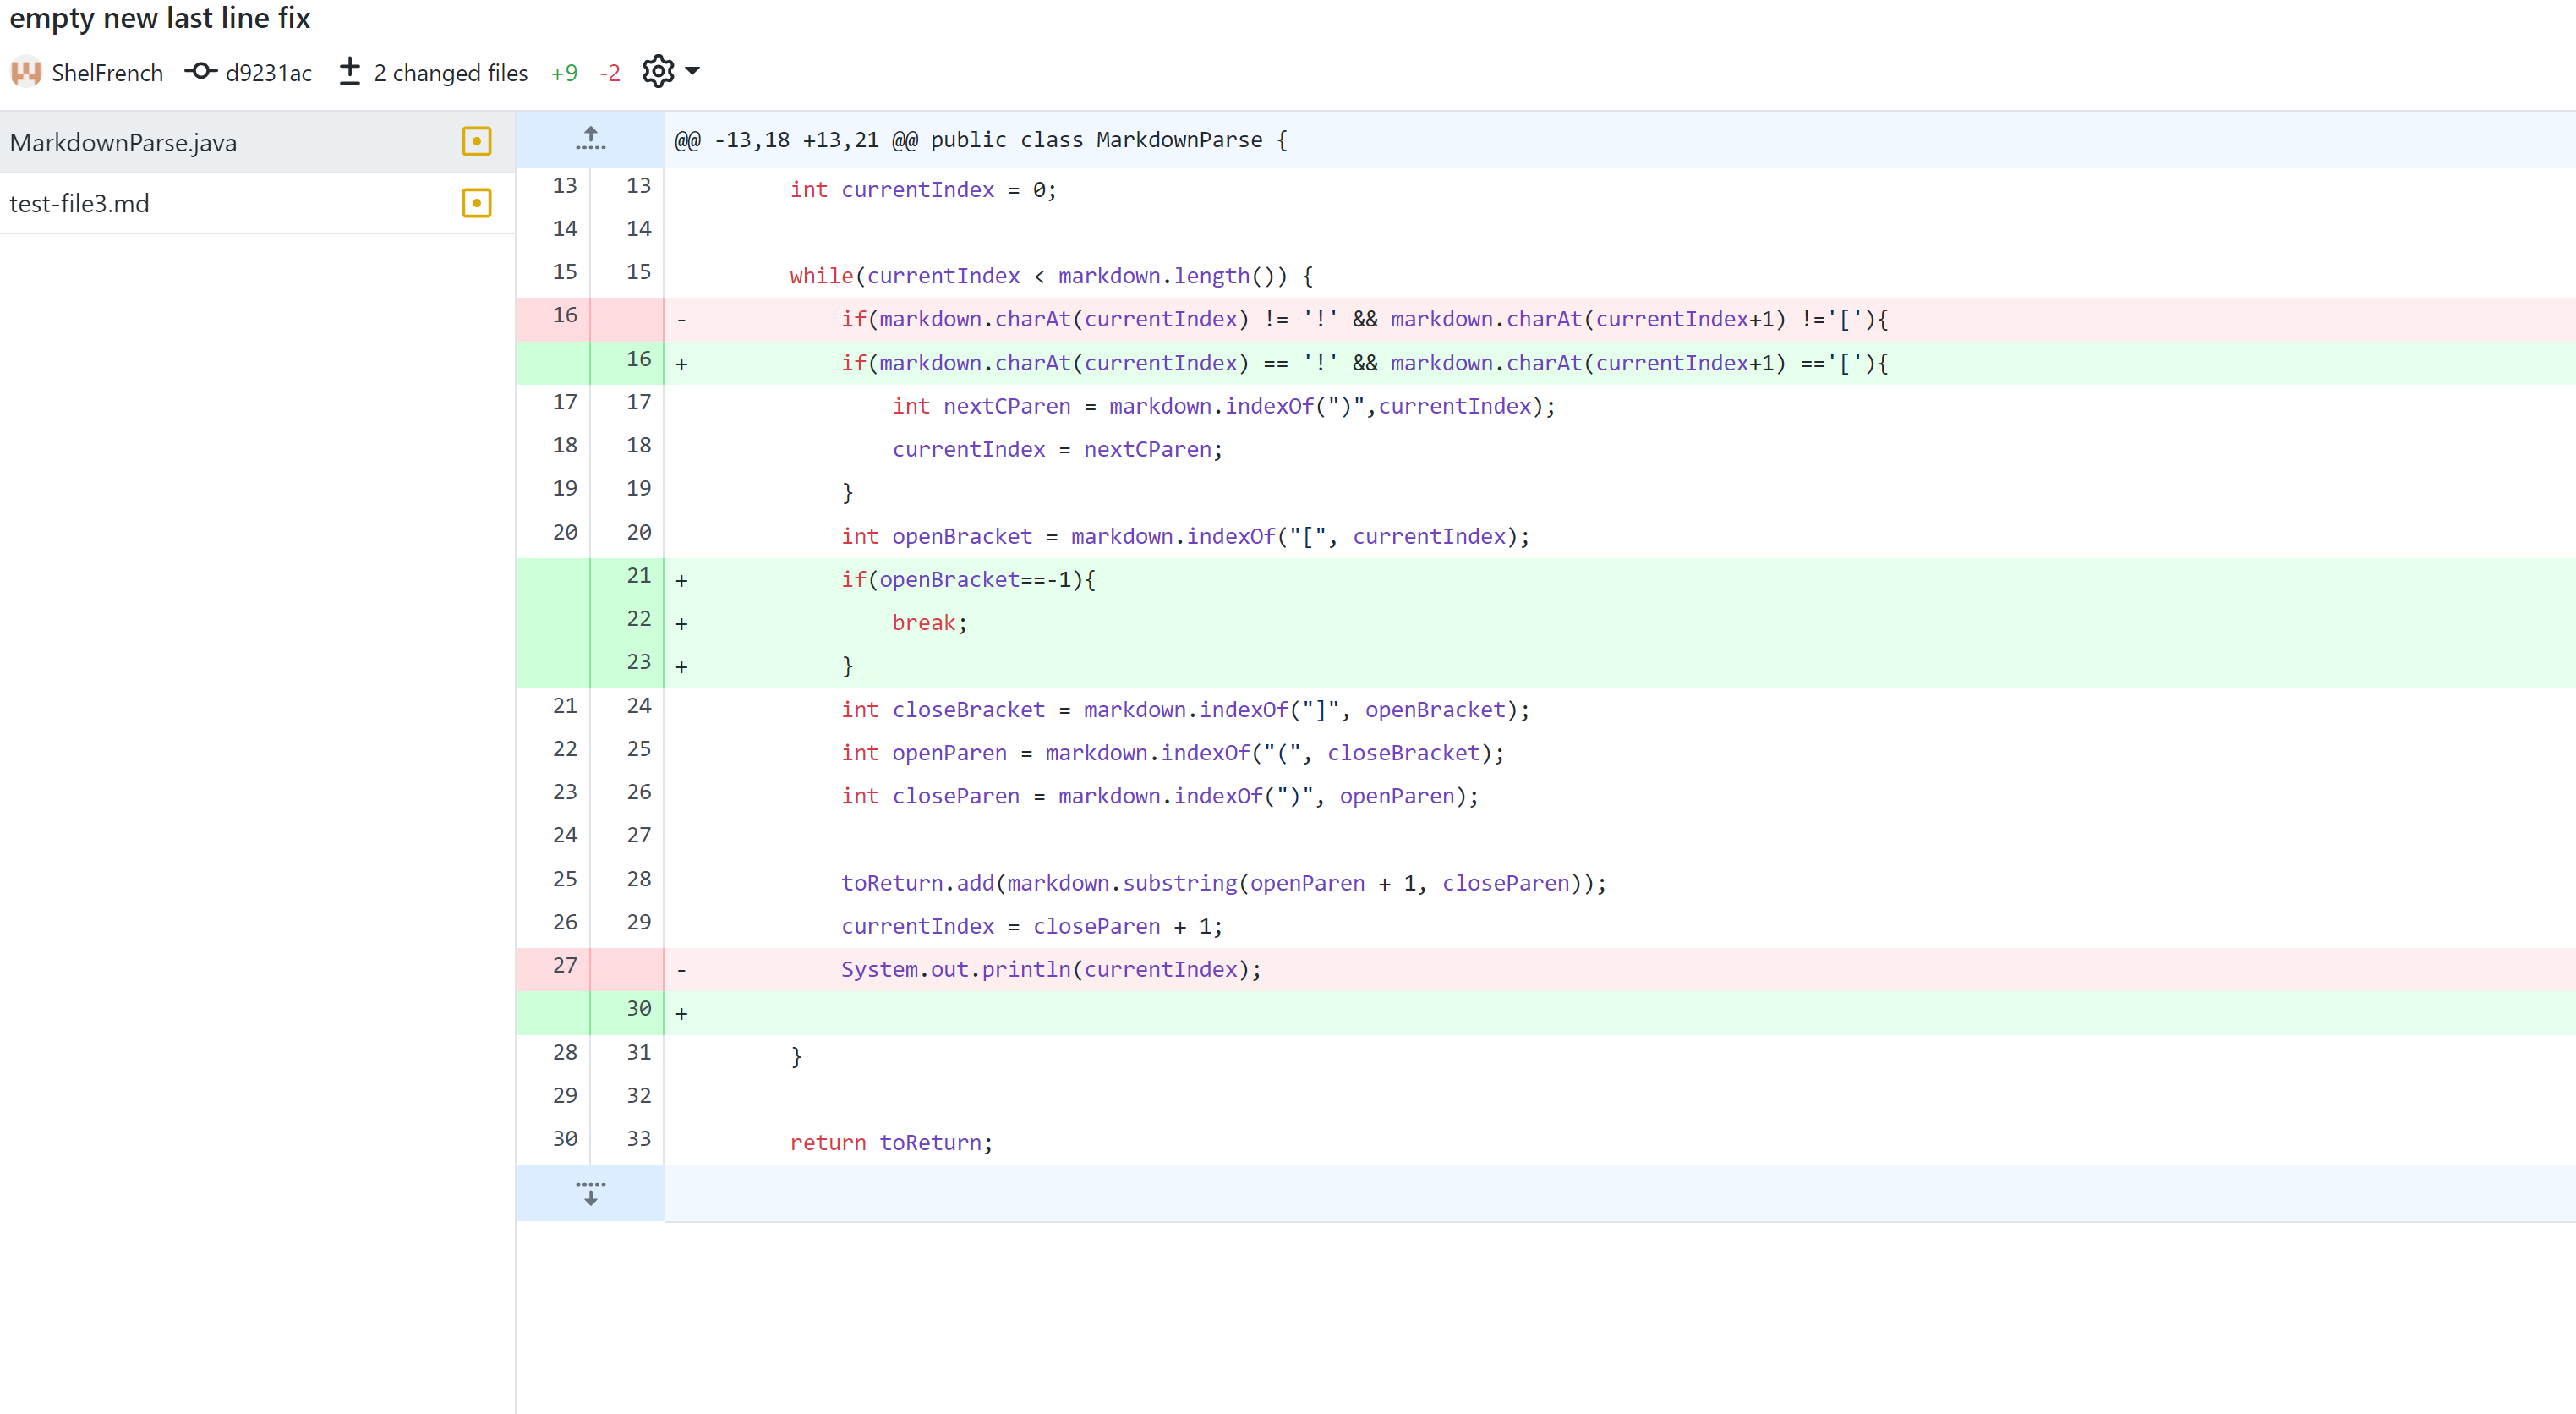 empty new last line fix
ShelFrench d9231ac 2 changed files +9 -2
MarkdownParse.java
test-file3.md
@@ -13,18 +13,21 @@ public class MarkdownParse {
13 13 int currentIndex = 0;
14 14
15 15 while(currentIndex < markdown.length()) {
16 - if(markdown.charAt(currentIndex) != '!' && markdown.charAt(currentIndex+1) !='['){
16 + if(markdown.charAt(currentIndex) == '!' && markdown.charAt(currentIndex+1) =='['){
17 17 int nextCParen = markdown.indexOf(")",currentIndex);
18 18 currentIndex = nextCParen;
19 19 }
20 20 int openBracket = markdown.indexOf("[", currentIndex);
21 + if(openBracket==-1){
22 + break;
23 + }
21 24 int closeBracket = markdown.indexOf("]", openBracket);
22 25 int openParen = markdown.indexOf("(", closeBracket);
23 26 int closeParen = markdown.indexOf(")", openParen);
24 27
25 28 toReturn.add(markdown.substring(openParen + 1, closeParen));
26 29 currentIndex = closeParen + 1;
27 - System.out.println(currentIndex);
30 +
28 31 }
29 32
30 33 return toReturn;